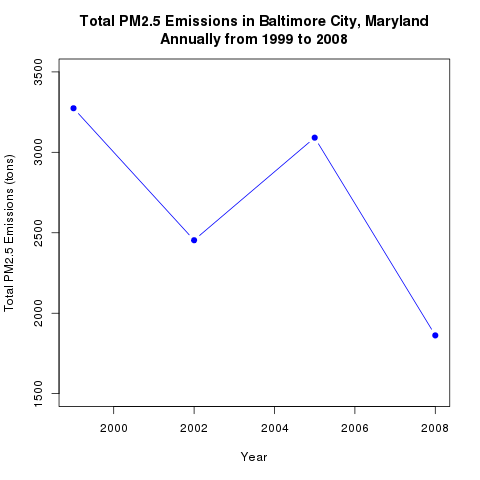 Total PM2.5 Emissions in Baltimore City, Maryland
Annually from 1999 to 2008
Total PM2.5 Emissions (tons)
3500
3000
2500
2000
1500
2000
2002
2004
2006
2008
Year